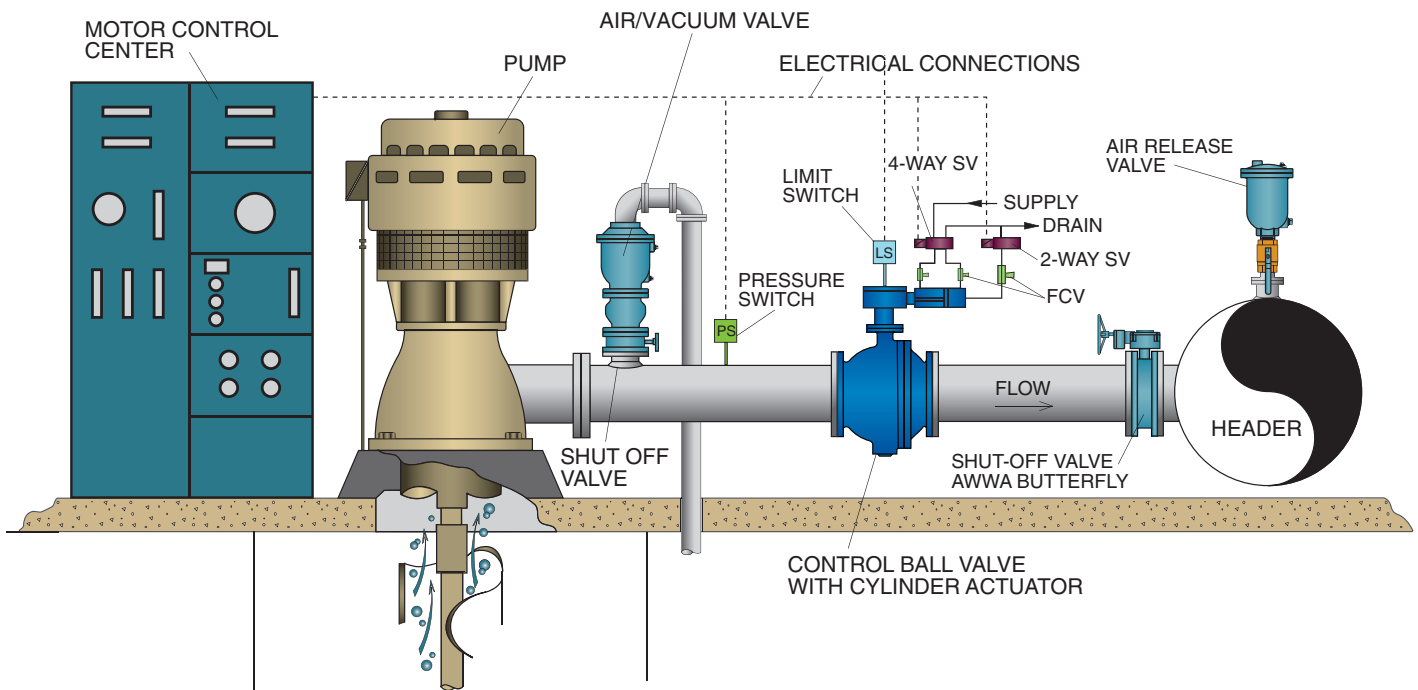 MOTOR CONTROL
CENTER
AIR/VACUUM VALVE
PUMP
ELECTRICAL CONNECTIONS
4-WAY SV
AIR RELEASE
VALVE
LIMIT
SWITCH
SUPPLY
DRAIN
LS
2-WAY SV
PRESSURE
SWITCH
FCV
PS
FLOW
HEADER
SHUT OFF
VALVE
SHUT-OFF VALVE
AWWA BUTTERFLY
CONTROL BALL VALVE
WITH CYLINDER ACTUATOR